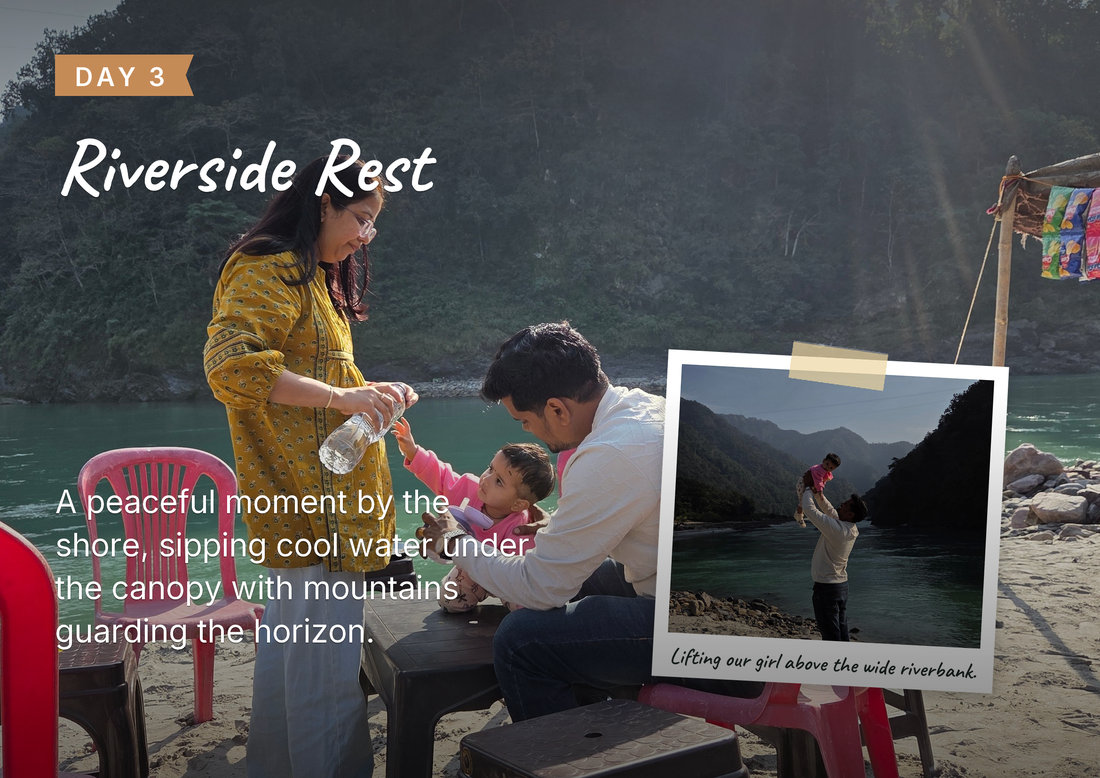 DAY 3
Riverside Rest
A peaceful moment by the
shore, sipping cool water under
the canopy with mountains
guarding the horizon.
Lifting our girl above the wide riverbank.